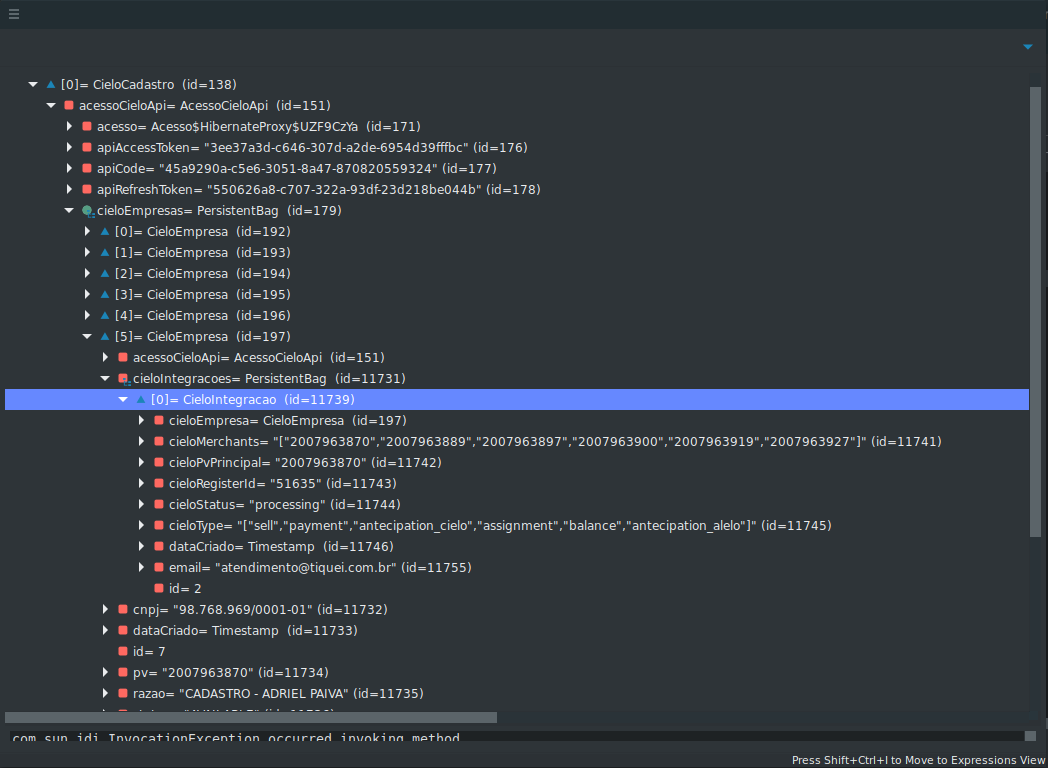 [0]= CieloCadastro (id=138)
acessoCieloApi= AcessoCieloApi (id=151)
acesso= Acesso$HibernateProxy$UZF9CzYa (id=171)
apiAccessToken= "3ee37a3d-c646-307d-a2de-6954d39fffbc" (id=176)
apiCode= "45a9290a-c5e6-3051-8a47-870820559324" (id=177)
apiRefreshToken= "550626a8-c707-322a-93df-23d218be044b" (id=178)
cieloEmpresas= PersistentBag (id=179)
[0]= CieloEmpresa (id=192)
[1]= CieloEmpresa (id=193)
[2]= CieloEmpresa (id=194)
[3]= CieloEmpresa (id=195)
[4]= CieloEmpresa (id=196)
[5]= CieloEmpresa (id=197)
acessoCieloApi= AcessoCieloApi (id=151)
cieloIntegracoes= PersistentBag (id=11731)
[0]= CieloIntegracao (id=11739)
cieloEmpresa= CieloEmpresa (id=197)
cieloMerchants= "["2007963870","2007963889","2007963897","2007963900","2007963919","2007963927"]" (id=11741)
cieloPvPrincipal= "2007963870" (id=11742)
cieloRegisterId= "51635" (id=11743)
cieloStatus= "processing" (id=11744)
cieloType= "["sell","payment","antecipation_cielo","assignment","balance","antecipation_alelo"]" (id=11745)
dataCriado= Timestamp (id=11746)
email= "atendimento@tiquei.com.br" (id=11755)
id= 2
cnpj= "98.768.969/0001-01" (id=11732)
dataCriado= Timestamp (id=11733)
id= 7
pv= "2007963870" (id=11734)
razao= "CADASTRO - ADRIEL PAIVA" (id=11735)
com.sun.jdi.InvocationException occurred invoking method.
Press Shift+Ctrl+I to Move to Expressions View